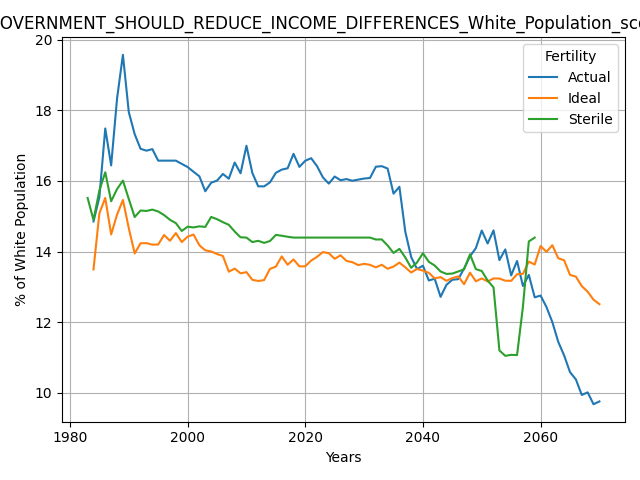 OVERNMENT_SHOULD_REDUCE_INCOME_DIFFERENCES_White_Population_sc
Fertility
Actual
Ideal
Sterile
20
18
16
14
12
10
% of White Population
1980
2000
2020
2040
2060
Years